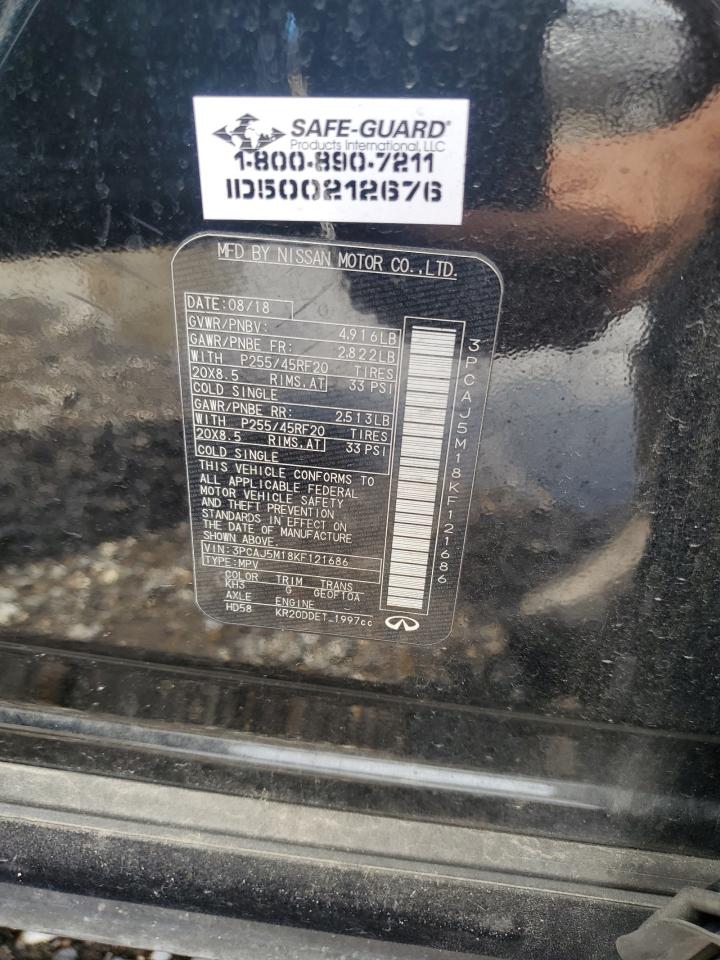 SAFE-GUARD®
Products International, LLC
1-800-890-7211
IID500212676
MFD BY NISSAN MOTOR CO., LTD.
DATE:08/18
GVWR/PNBV: 4,916LB
GAWR/PNBE FR: 2,822LB
WITH P255/45RF20 TIRES
20X8.5 RIMS,AT 33 PSI
COLD SINGLE
GAWR/PNBE RR: 2,513LB
WITH P255/45RF20 TIRES
20X8.5 RIMS,AT 33 PSI
COLD SINGLE
THIS VEHICLE CONFORMS TO
ALL APPLICABLE FEDERAL
MOTOR VEHICLE SAFETY
AND THEFT PREVENTION
STANDARDS IN EFFECT ON
THE DATE OF MANUFACTURE
SHOWN ABOVE.
VIN: 3PCAJ5M18KF121686
TYPE: MPV
COLOR TRIM TRANS
KH3 G GEOFTOA
AXLE ENGINE
HD58 KR20DDET_1997cc
3PCAJ5M18KF121686